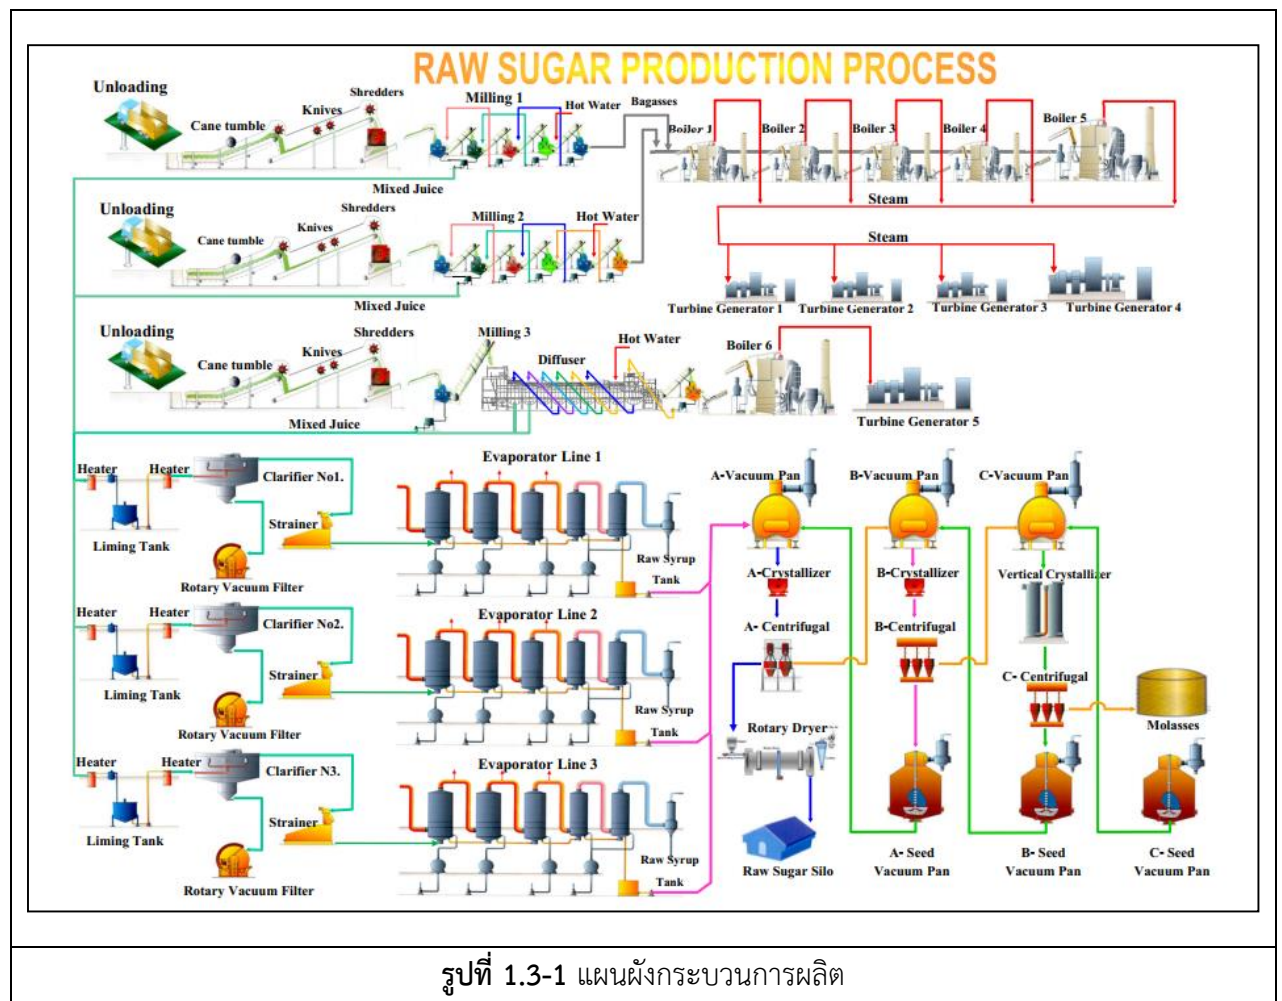 RAW SUGAR PRODUCTION PROCESS
Unloading
Cane tumble
Knives
Shredders
Milling 1
Hot Water
Bagasses
Boiler 1
Boiler 2
Boiler 3
Boiler 4
Boiler 5
Mixed Juice
Steam
Unloading
Cane tumble
Knives
Shredders
Milling 2
Hot Water
Steam
Mixed Juice
Turbine Generator 1
Turbine Generator 2
Turbine Generator 3
Turbine Generator 4
Unloading
Cane tumble
Knives
Shredders
Milling 3
Diffuser
Hot Water
Boiler 6
Mixed Juice
Turbine Generator 5
Heater
Heater
Clarifier No1.
Strainer
Liming Tank
Rotary Vacuum Filter
Evaporator Line 1
Raw Syrup
Tank
Heater
Heater
Clarifier No2.
Strainer
Liming Tank
Rotary Vacuum Filter
Evaporator Line 2
Raw Syrup
Tank
Heater
Heater
Clarifier N3.
Strainer
Liming Tank
Rotary Vacuum Filter
Evaporator Line 3
Raw Syrup
Tank
A-Vacuum Pan
B-Vacuum Pan
C-Vacuum Pan
A-Crystallizer
B-Crystallizer
Vertical Crystallizer
A- Centrifugal
B-Centrifugal
C- Centrifugal
Molasses
Rotary Dryer
Raw Sugar Silo
A- Seed
Vacuum Pan
B- Seed
Vacuum Pan
C- Seed
Vacuum Pan
รูปที่ 1.3-1 แผนผังกระบวนการผลิต